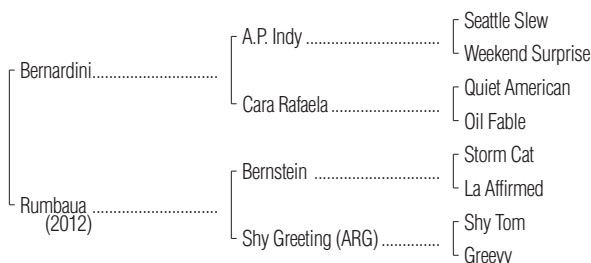 Seattle Slew
A.P. Indy
Weekend Surprise
Bernardini
Quiet American
Cara Rafaela
Oil Fable
Storm Cat
Bernstein
La Affirmed
Rumbaua
(2012)
Shy Tom
Shy Greeting (ARG)
Greevy